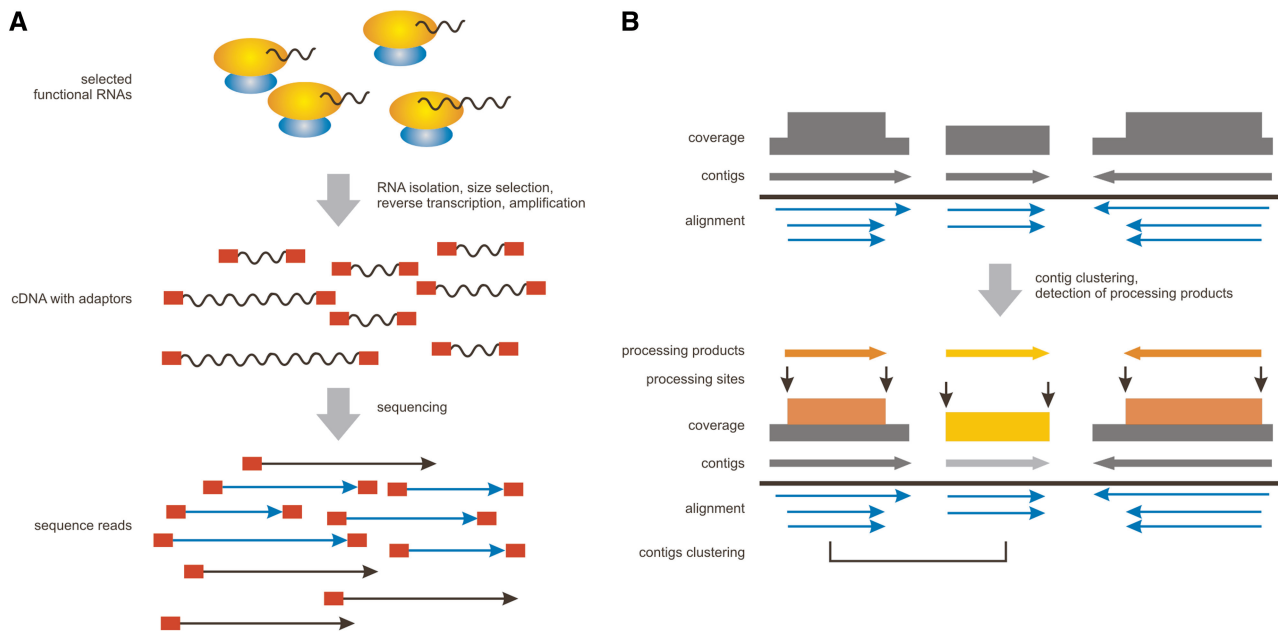 A
selected
functional RNAs
RNA isolation, size selection,
reverse transcription, amplification
cDNA with adaptors
sequencing
sequence reads
B
coverage
contigs
alignment
contig clustering,
detection of processing products
processing products
processing sites
coverage
contigs
alignment
contigs clustering